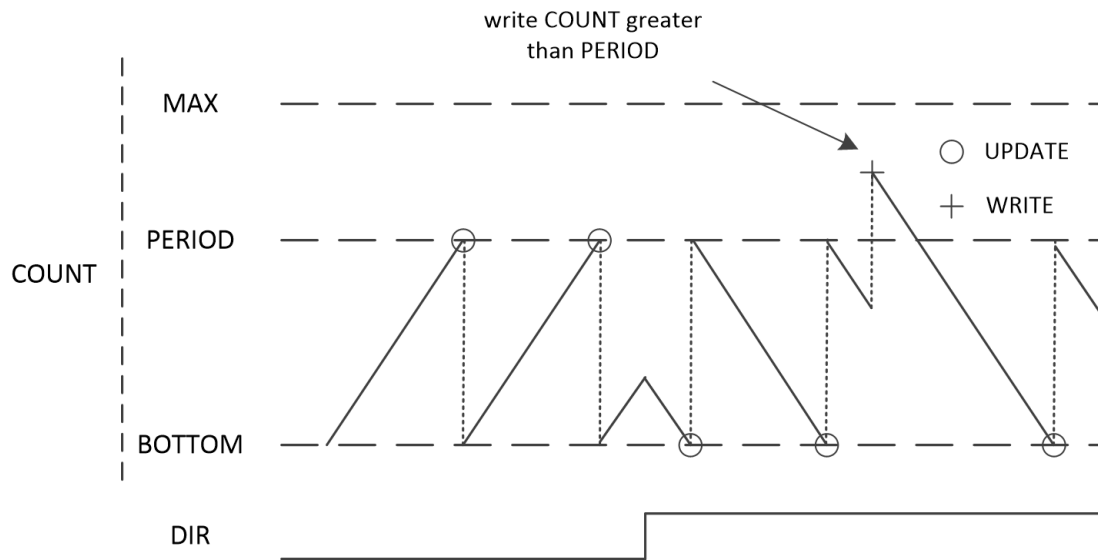 write COUNT greater
than PERIOD
MAX
UPDATE
WRITE
PERIOD
COUNT
BOTTOM
DIR